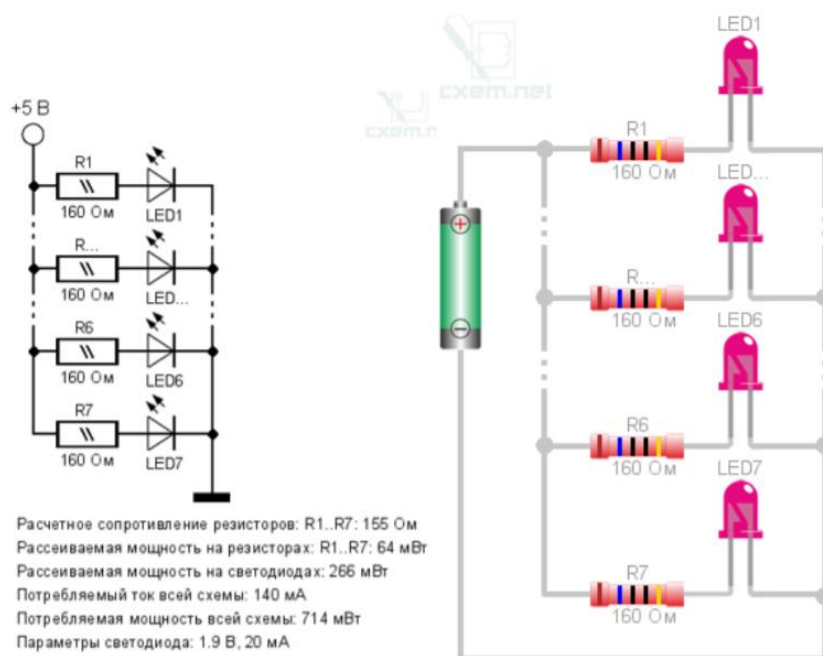 cxem.net
cxem.n
+5 В
R1
160 Ом
LED1
R...
160 Ом
LED...
R6
160 Ом
LED6
R7
160 Ом
LED7
LED1
R1
160 Ом
LED...
R...
160 Ом
LED6
R6
160 Ом
LED7
R7
160 Ом
+
−
Расчетное сопротивление резисторов: R1..R7: 155 Ом
Рассеиваемая мощность на резисторах: R1..R7: 64 мВт
Рассеиваемая мощность на светодиодах: 266 мВт
Потребляемый ток всей схемы: 140 мА
Потребляемая мощность всей схемы: 714 мВт
Параметры светодиода: 1.9 В, 20 мА